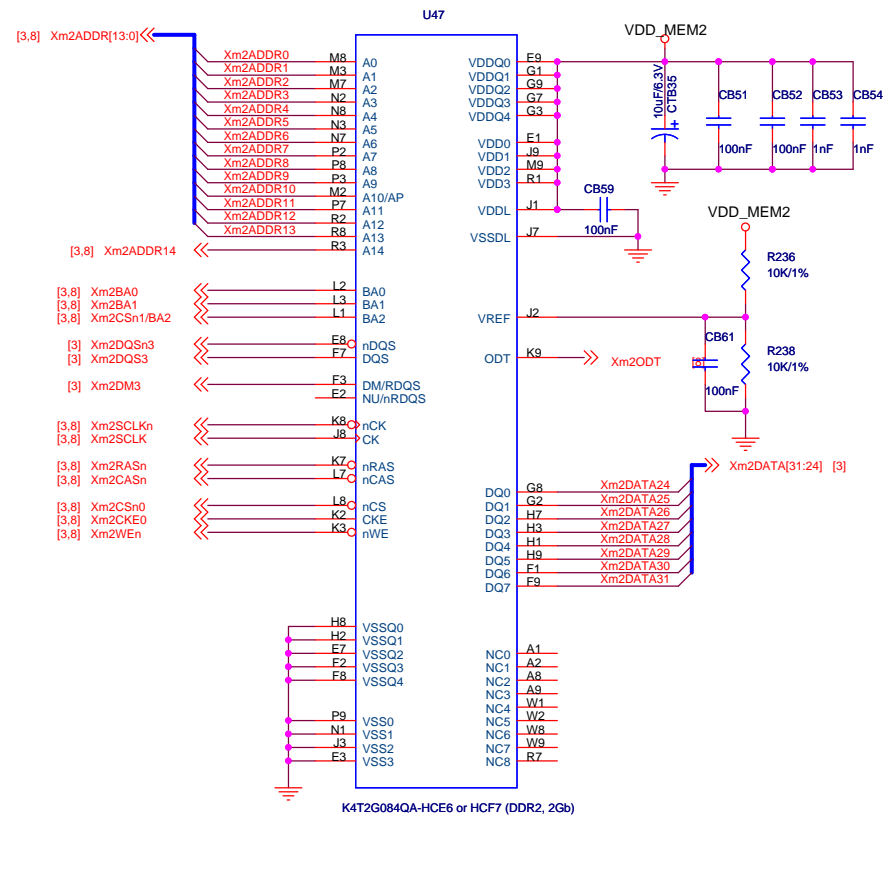 U47
[3,8] Xm2ADDR[13:0]
Xm2ADDR0 M8 A0
Xm2ADDR1 M3 A1
Xm2ADDR2 M7 A2
Xm2ADDR3 N2 A3
Xm2ADDR4 N8 A4
Xm2ADDR5 N3 A5
Xm2ADDR6 N7 A6
Xm2ADDR7 P2 A7
Xm2ADDR8 P8 A8
Xm2ADDR9 P3 A9
Xm2ADDR10 M2 A10/AP
Xm2ADDR11 P7 A11
Xm2ADDR12 R2 A12
Xm2ADDR13 R8 A13
[3,8] Xm2ADDR14 R3 A14
[3,8] Xm2BA0 L2 BA0
[3,8] Xm2BA1 L3 BA1
[3,8] Xm2CSn1/BA2 L1 BA2
[3] Xm2DQSn3 E8 nDQS
[3] Xm2DQS3 F7 DQS
[3] Xm2DM3 F3 DM/RDQS
E2 NU/nRDQS
[3,8] Xm2SCLKn K8 nCK
[3,8] Xm2SCLK J8 CK
[3,8] Xm2RASn K7 nRAS
[3,8] Xm2CASn L7 nCAS
[3,8] Xm2CSn0 L8 nCS
[3,8] Xm2CKE0 K2 CKE
[3,8] Xm2WEn K3 nWE
H8 VSSQ0
H2 VSSQ1
E7 VSSQ2
F2 VSSQ3
F8 VSSQ4
P9 VSS0
N1 VSS1
J3 VSS2
E3 VSS3
VDDQ0 E9
VDDQ1 G1
VDDQ2 G9
VDDQ3 G7
VDDQ4 G3
VDD0 E1
VDD1 J9
VDD2 M9
VDD3 R1
VDDL J1
VSSDL J7
VREF J2
ODT K9 Xm2ODT [8]
DQ0 G8 Xm2DATA24
DQ1 G2 Xm2DATA25
DQ2 H7 Xm2DATA26
DQ3 H3 Xm2DATA27
DQ4 H1 Xm2DATA28
DQ5 H9 Xm2DATA29
DQ6 F1 Xm2DATA30
DQ7 F9 Xm2DATA31
Xm2DATA[31:24] [3]
NC0 A1
NC1 A2
NC2 A8
NC3 A9
NC4 W1
NC5 W2
NC6 W8
NC7 W9
NC8 R7
VDD_MEM2
10uF/6.3V
CTB35
+
CB51
100nF
CB52
100nF
CB53
1nF
CB54
1nF
CB59
100nF
VDD_MEM2
R236
10K/1%
CB61
100nF
R238
10K/1%
K4T2G084QA-HCE6 or HCF7 (DDR2, 2Gb)